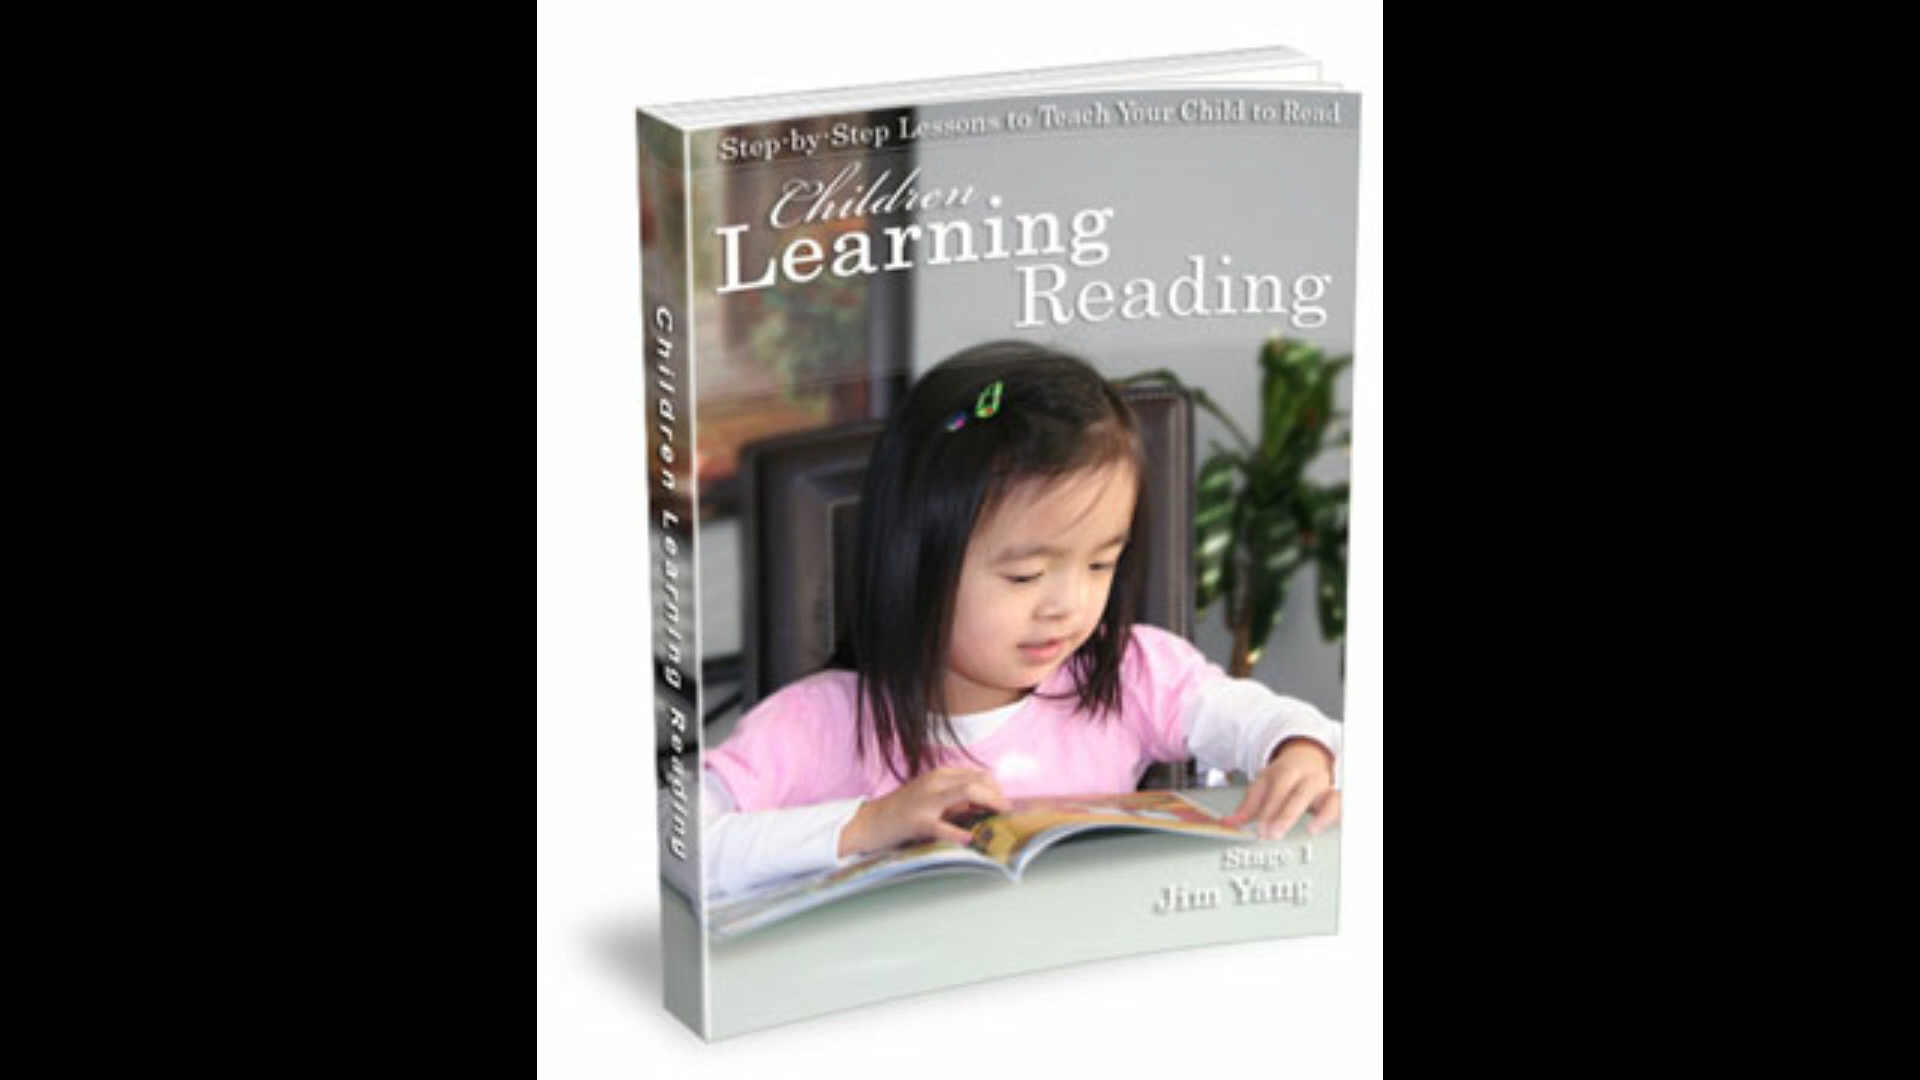 Step-by-Step Lessons to Teach Your Child to Read
Children
Learning
Reading
Children Learning Reading
Stage 1
Jim Yang